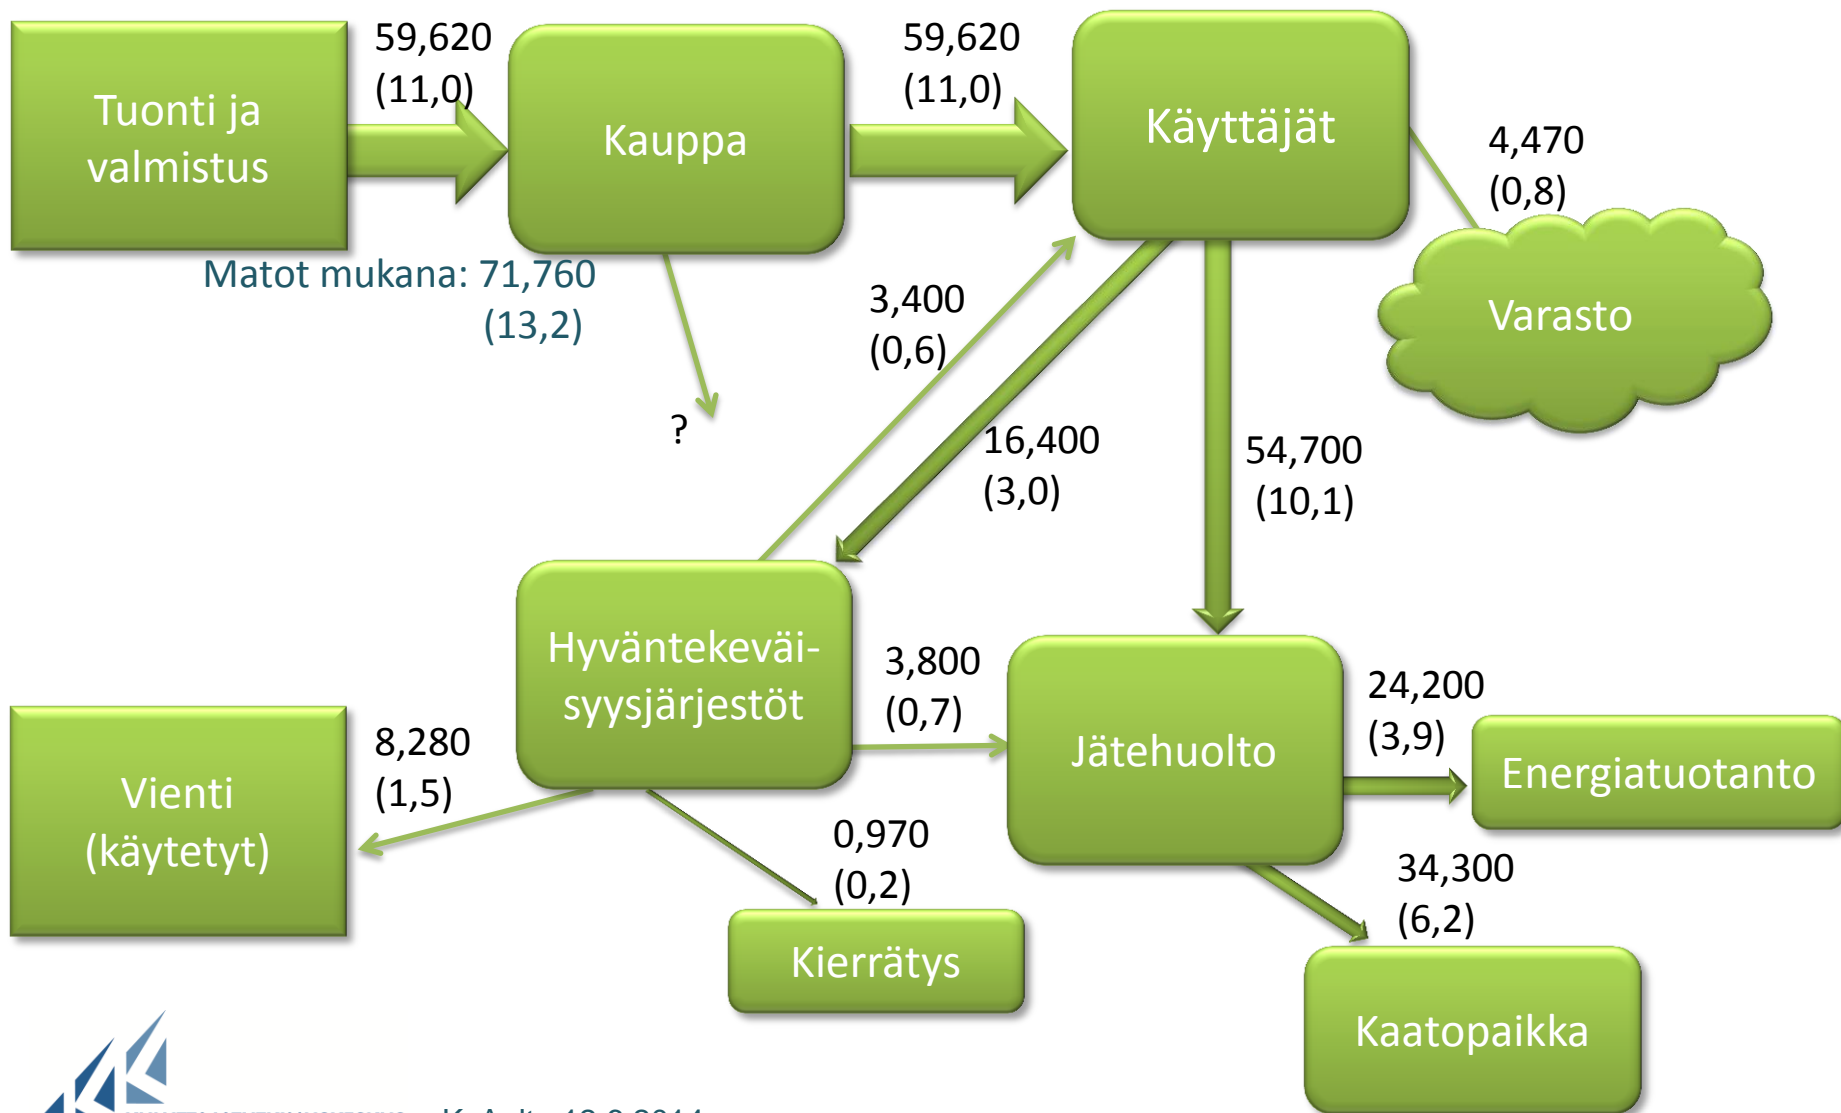 59,620
(11,0)
59,620
(11,0)
Tuonti ja
valmistus
Kauppa
Käyttäjät
4,470
(0,8)
Matot mukana: 71,760
(13,2)
3,400
(0,6)
Varasto
?
16,400
(3,0)
54,700
(10,1)
Hyväntekeväi-
syysjärjestöt
3,800
(0,7)
24,200
(3,9)
8,280
(1,5)
Jätehuolto
Energiatuotanto
Vienti
(käytetyt)
0,970
(0,2)
34,300
(6,2)
Kierrätys
Kaatopaikka